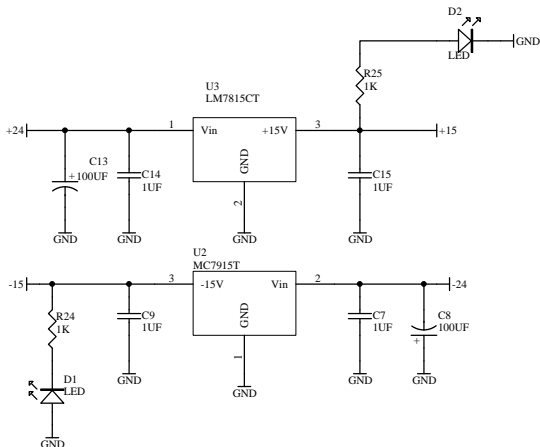 D2
GND
LED
R25
1K
U3
LM7815CT
+24
1
Vin
+15V
3
+15
GND
2
C13
+
100UF
C14
1UF
C15
1UF
GND
GND
GND
GND
U2
MC7915T
-15
3
-15V
Vin
2
-24
GND
1
R24
1K
C9
1UF
C7
1UF
C8
100UF
+
D1
LED
GND
GND
GND
GND
GND